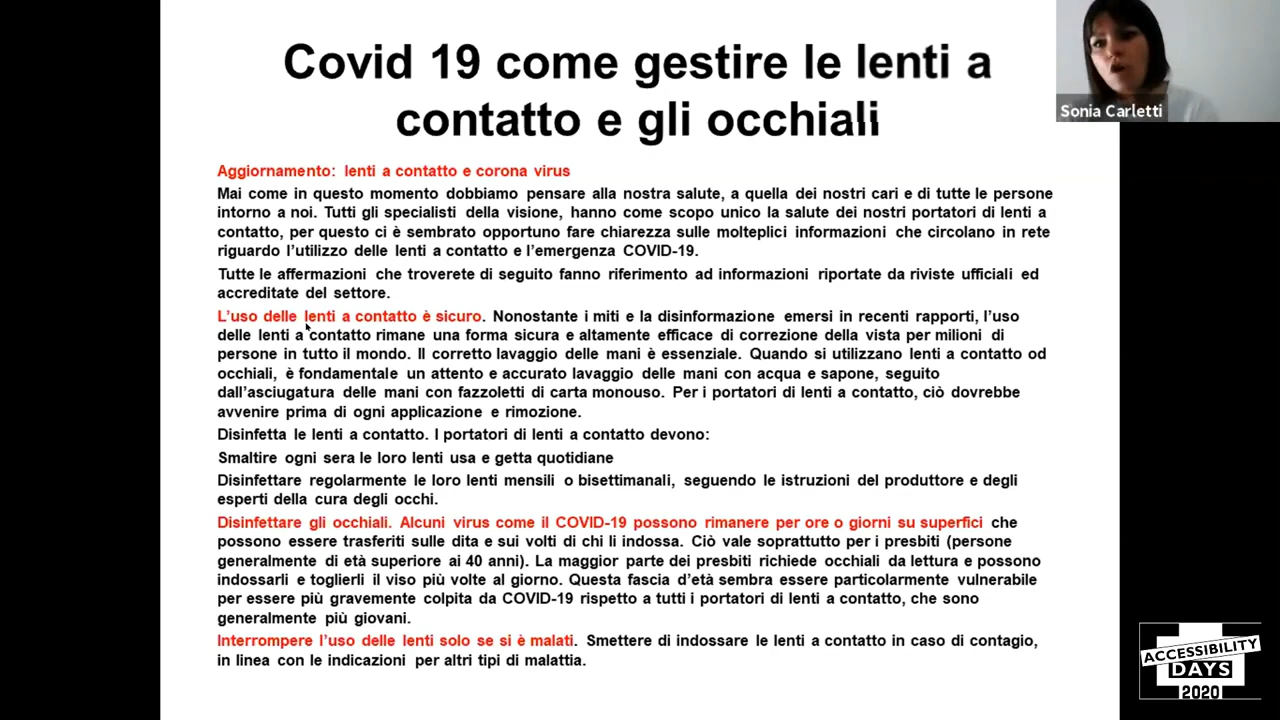 Covid 19 come gestire le lenti a
contatto e gli occhiali
Sonia Carletti
Aggiornamento: lenti a contatto e corona virus
Mai come in questo momento dobbiamo pensare alla nostra salute, a quella dei nostri cari e di tutte le persone
intorno a noi. Tutti gli specialisti della visione, hanno come scopo unico la salute dei nostri portatori di lenti a
contatto, per questo ci è sembrato opportuno fare chiarezza sulle molteplici informazioni che circolano in rete
riguardo l’utilizzo delle lenti a contatto e l’emergenza COVID-19.
Tutte le affermazioni che troverete di seguito fanno riferimento ad informazioni riportate da riviste ufficiali ed
accreditate del settore.
L’uso delle lenti a contatto è sicuro. Nonostante i miti e la disinformazione emersi in recenti rapporti, l’uso
delle lenti a contatto rimane una forma sicura e altamente efficace di correzione della vista per milioni di
persone in tutto il mondo. Il corretto lavaggio delle mani è essenziale. Quando si utilizzano lenti a contatto od
occhiali, è fondamentale un attento e accurato lavaggio delle mani con acqua e sapone, seguito
dall’asciugatura delle mani con fazzoletti di carta monouso. Per i portatori di lenti a contatto, ciò dovrebbe
avvenire prima di ogni applicazione e rimozione.
Disinfetta le lenti a contatto. I portatori di lenti a contatto devono:
Smaltire ogni sera le loro lenti usa e getta quotidiane
Disinfettare regolarmente le loro lenti mensili o bisettimanali, seguendo le istruzioni del produttore e degli
esperti della cura degli occhi.
Disinfettare gli occhiali. Alcuni virus come il COVID-19 possono rimanere per ore o giorni su superfici che
possono essere trasferiti sulle dita e sui volti di chi li indossa. Ciò vale soprattutto per i presbiti (persone
generalmente di età superiore ai 40 anni). La maggior parte dei presbiti richiede occhiali da lettura e possono
indossarli e toglierli il viso più volte al giorno. Questa fascia d’età sembra essere particolarmente vulnerabile
per essere più gravemente colpita da COVID-19 rispetto a tutti i portatori di lenti a contatto, che sono
generalmente più giovani.
Interrompere l’uso delle lenti solo se si è malati. Smettere di indossare le lenti a contatto in caso di contagio,
in linea con le indicazioni per altri tipi di malattia.
ACCESSIBILITY
DAYS
2020